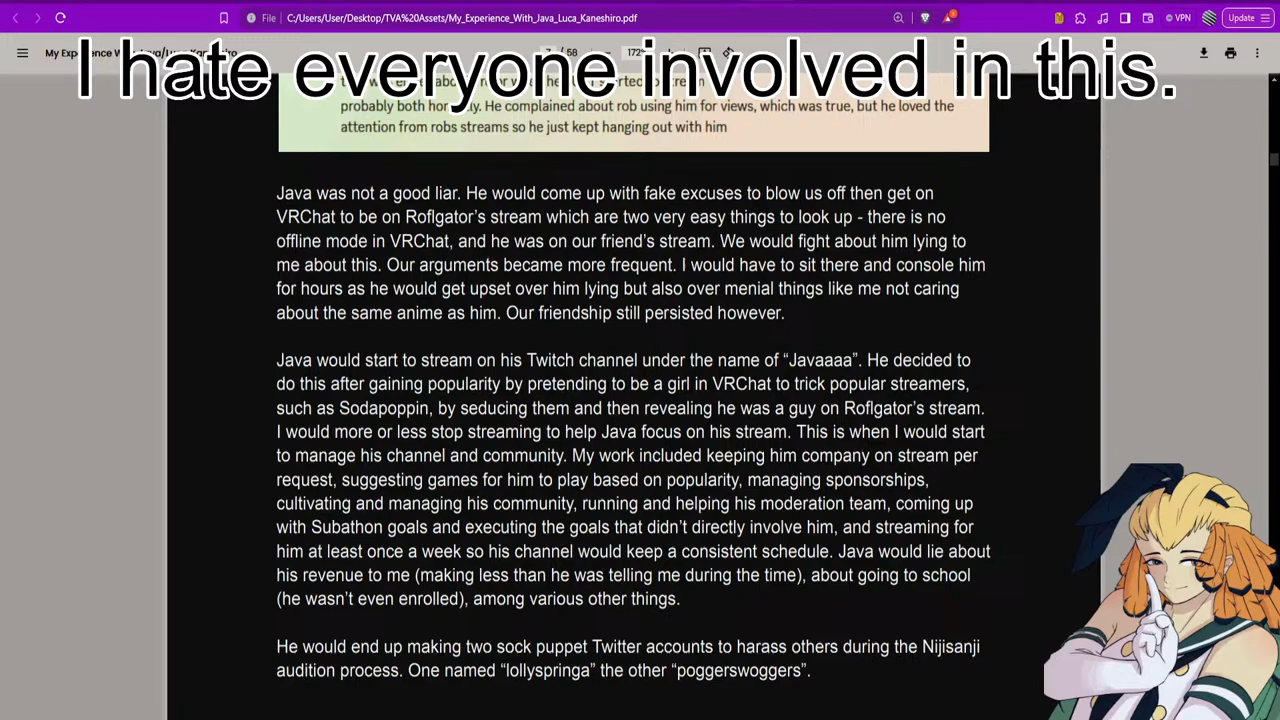 File C:/Users/User/Desktop/TVA%20Assets/My_Experience_With_Java_Luca_Kaneshiro.pdf
VPN
Update
My Experience
58
172%
I hate everyone involved in this.
probably both
He complained about rob using him for views, which was true, but he loved the
attention from robs streams so he just kept hanging out with him
Java was not a good liar. He would come up with fake excuses to blow us off then get on
VRChat to be on Roflgator’s stream which are two very easy things to look up - there is no
offline mode in VRChat, and he was on our friend’s stream. We would fight about him lying to
me about this. Our arguments became more frequent. I would have to sit there and console him
for hours as he would get upset over him lying but also over menial things like me not caring
about the same anime as him. Our friendship still persisted however.
Java would start to stream on his Twitch channel under the name of “Javaaaa”. He decided to
do this after gaining popularity by pretending to be a girl in VRChat to trick popular streamers,
such as Sodapoppin, by seducing them and then revealing he was a guy on Roflgator’s stream.
I would more or less stop streaming to help Java focus on his stream. This is when I would start
to manage his channel and community. My work included keeping him company on stream per
request, suggesting games for him to play based on popularity, managing sponsorships,
cultivating and managing his community, running and helping his moderation team, coming up
with Subathon goals and executing the goals that didn’t directly involve him, and streaming for
him at least once a week so his channel would keep a consistent schedule. Java would lie about
his revenue to me (making less than he was telling me during the time), about going to school
(he wasn’t even enrolled), among various other things.
He would end up making two sock puppet Twitter accounts to harass others during the Nijisanji
audition process. One named “lollyspringa” the other “poggerswoggers”.